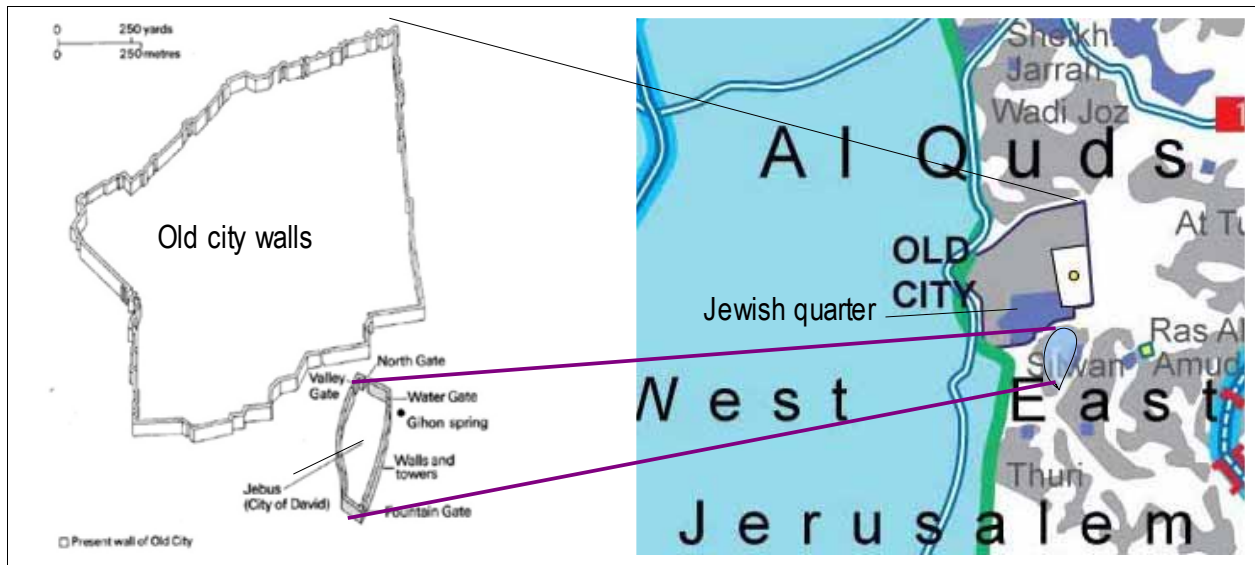 0 250 yards
0 250 metres
Old city walls
North Gate
Valley
Gate
Water Gate
Gihon spring
Walls and
towers
Jebus
(City of David)
Fountain Gate
Present wall of Old City
Sheikh
Jarrah
Wadi Joz
1
Al Quds
At Tu
OLD
CITY
Jewish quarter
Ras Al
Amud
Silwan
West East
Thuri
Jerusalem